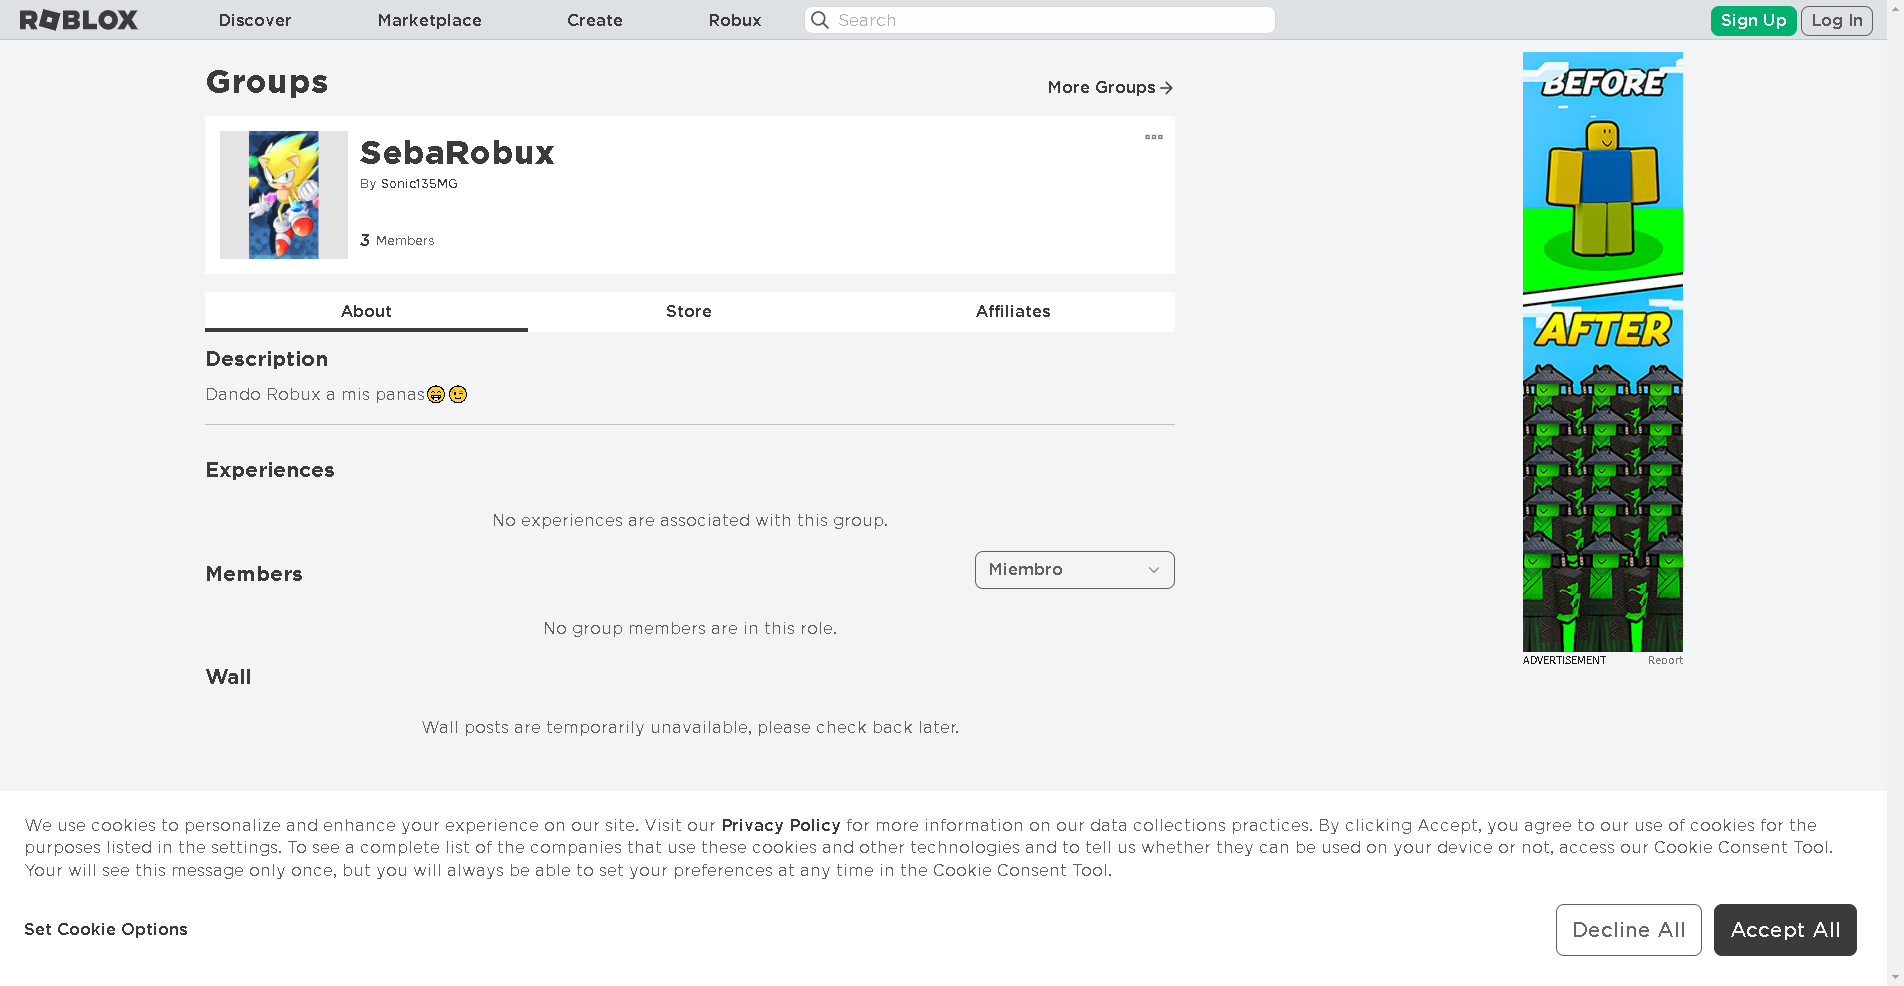 ROBLOX
Discover
Marketplace
Create
Robux
Search
Sign Up
Log In
Groups
More Groups
SebaRobux
By Sonic135MG
3 Members
About
Store
Affiliates
Description
Dando Robux a mis panas😁😉
Experiences
No experiences are associated with this group.
Members
Miembro
No group members are in this role.
Wall
Wall posts are temporarily unavailable, please check back later.
BEFORE
AFTER
ADVERTISEMENT
Report
We use cookies to personalize and enhance your experience on our site. Visit our Privacy Policy for more information on our data collections practices. By clicking Accept, you agree to our use of cookies for the
purposes listed in the settings. To see a complete list of the companies that use these cookies and other technologies and to tell us whether they can be used on your device or not, access our Cookie Consent Tool.
Your will see this message only once, but you will always be able to set your preferences at any time in the Cookie Consent Tool.
Set Cookie Options
Decline All
Accept All